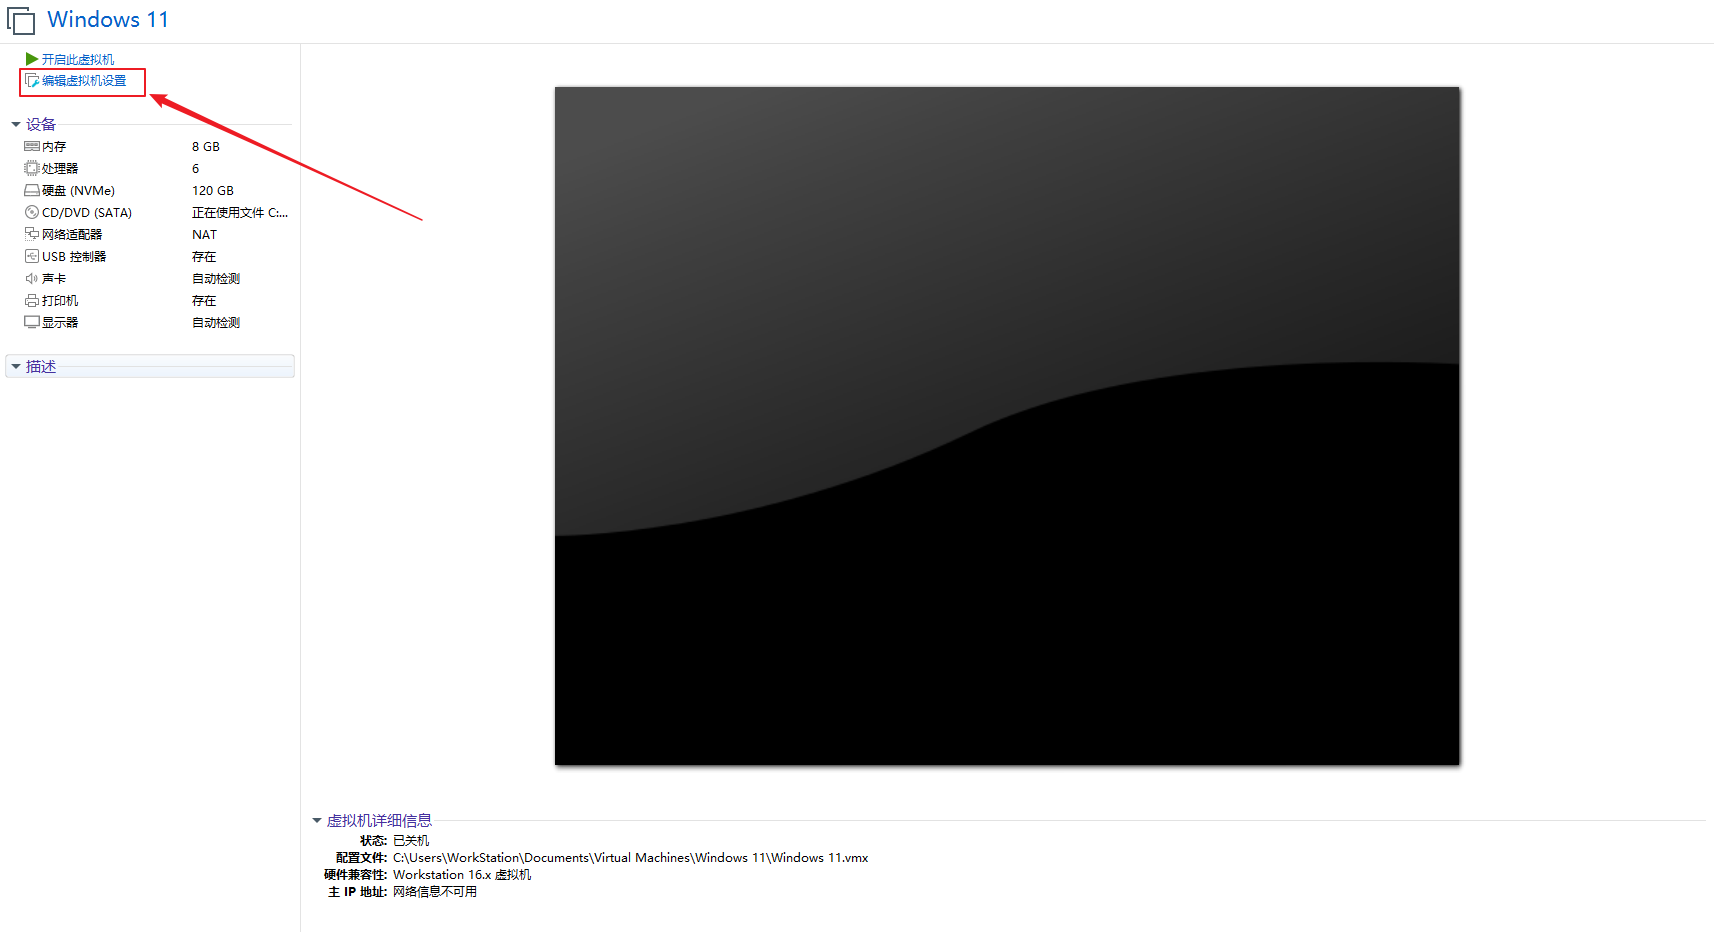 Windows 11
开启此虚拟机
编辑虚拟机设置
设备
内存 8 GB
处理器 6
硬盘 (NVMe) 120 GB
CD/DVD (SATA) 正在使用文件 C:...
网络适配器 NAT
USB 控制器 存在
声卡 自动检测
打印机 存在
显示器 自动检测
描述
虚拟机详细信息
状态: 已关机
配置文件: C:\Users\WorkStation\Documents\Virtual Machines\Windows 11\Windows 11.vmx
硬件兼容性: Workstation 16.x 虚拟机
主 IP 地址: 网络信息不可用